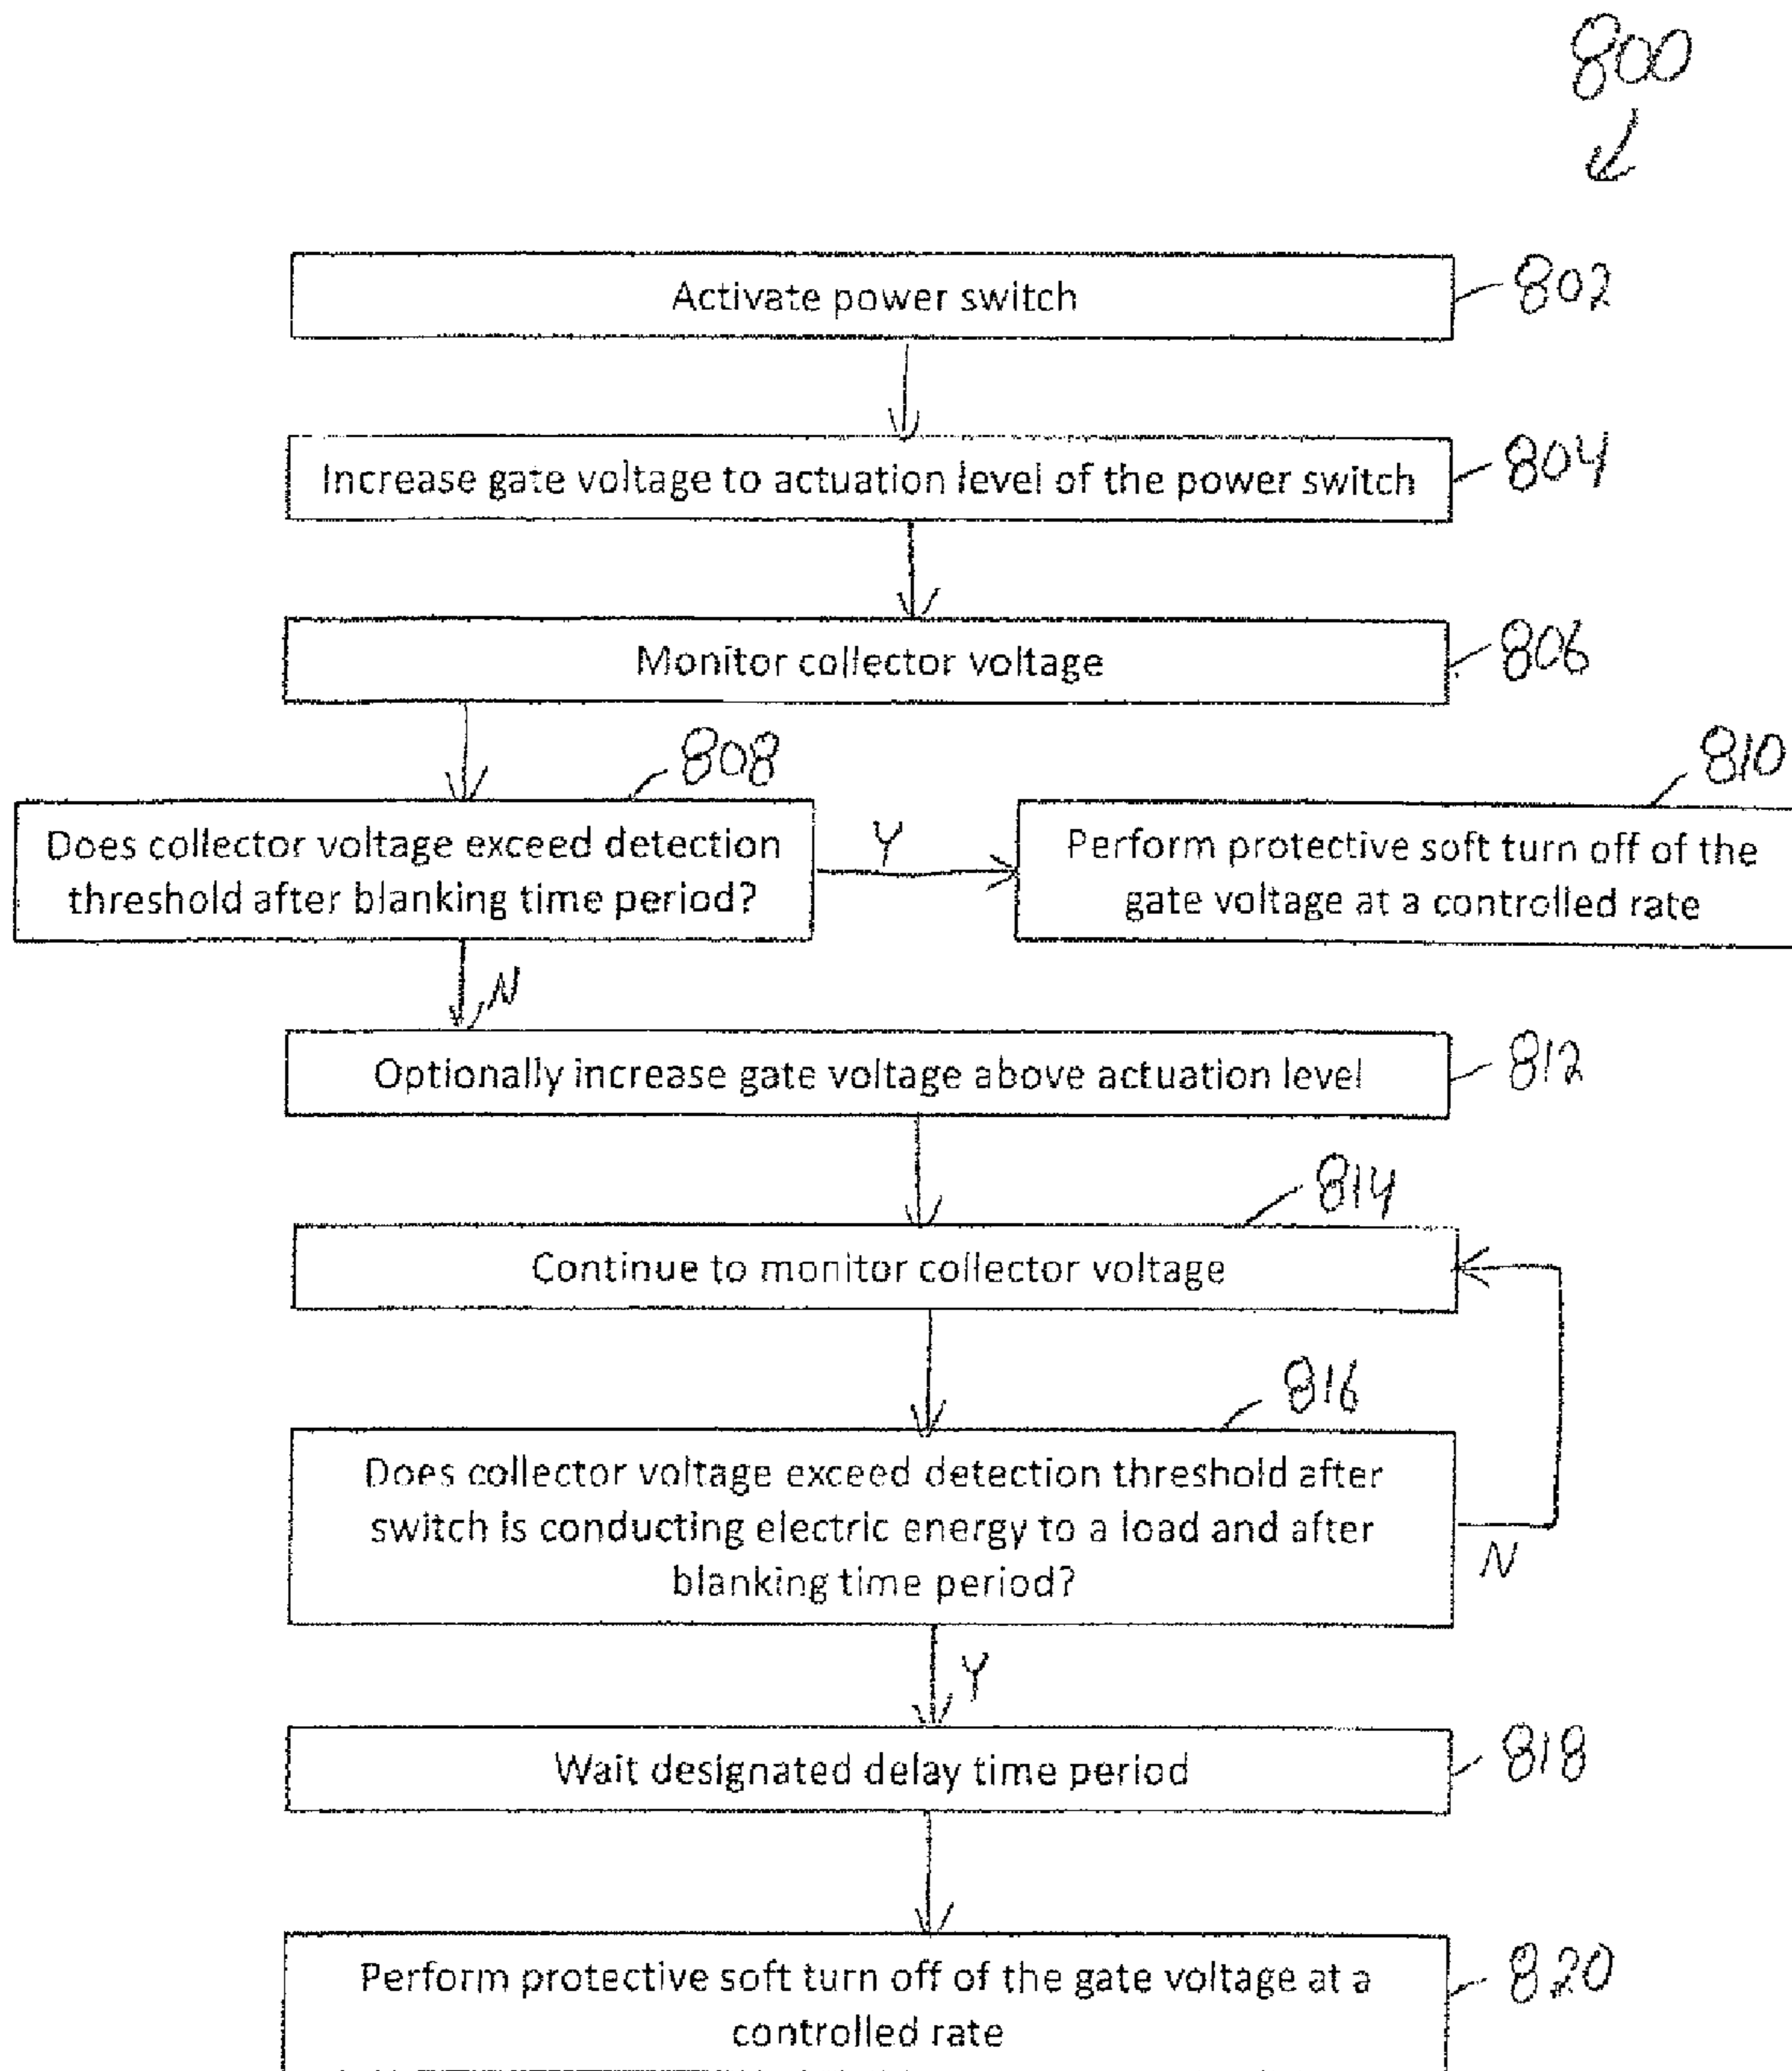 800
Activate power switch
802
Increase gate voltage to actuation level of the power switch
804
Monitor collector voltage
806
808
Does collector voltage exceed detection
threshold after blanking time period?
Y
810
Perform protective soft turn off of the
gate voltage at a controlled rate
N
Optionally increase gate voltage above actuation level
812
814
Continue to monitor collector voltage
816
Does collector voltage exceed detection threshold after
switch is conducting electric energy to a load and after
blanking time period?
N
Y
Wait designated delay time period
818
Perform protective soft turn off of the gate voltage at a
controlled rate
820